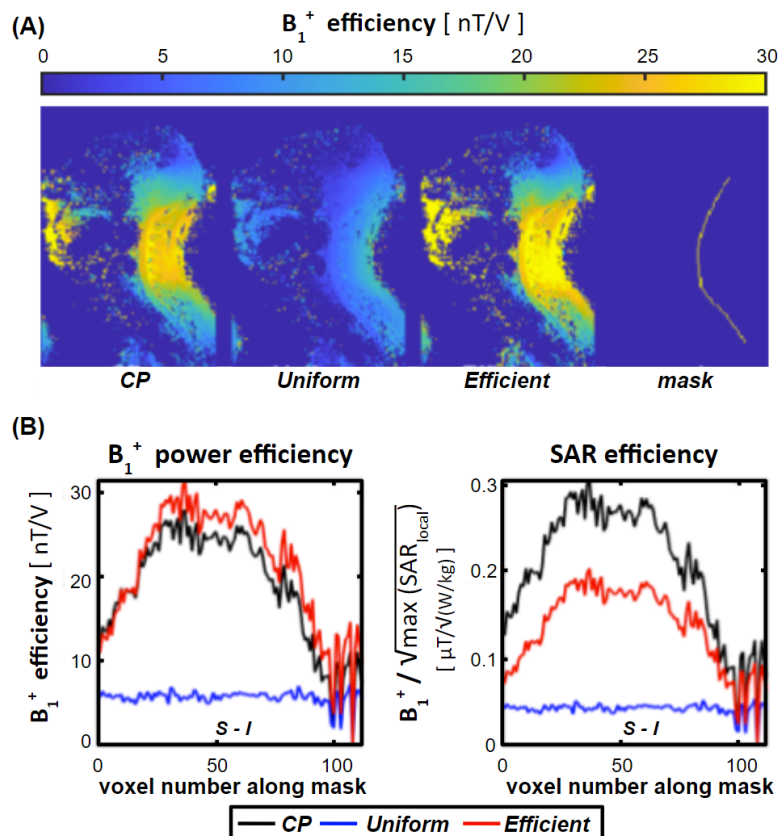 (A)
B₁⁺ efficiency [ nT/V ]
0 5 10 15 20 25 30
CP Uniform Efficient mask
(B)
B₁⁺ power efficiency SAR efficiency
B₁⁺ efficiency [ nT/V ]
30
20
10
0
S - I
0 50 100
voxel number along mask
B₁⁺ / √max (SAR_local)
[ μT/√(W/kg) ]
0.3
0.2
0.1
0
S - I
0 50 100
voxel number along mask
CP Uniform Efficient